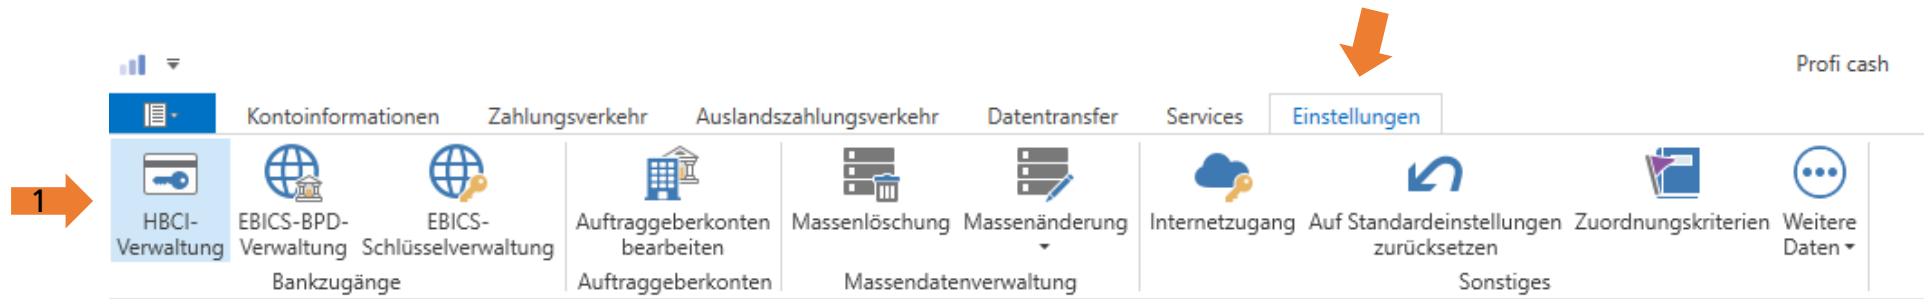 Profi cash
Kontoinformationen Zahlungsverkehr Auslandszahlungsverkehr Datentransfer Services Einstellungen
1
HBCI-
Verwaltung
EBICS-BPD-
Verwaltung
EBICS-
Schlüsselverwaltung
Auftraggeberkonten
bearbeiten
Massenlöschung
Massenänderung
Internetzugang
Auf Standardeinstellungen
zurücksetzen
Zuordnungskriterien
Weitere
Daten
Bankzugänge Auftraggeberkonten Massendatenverwaltung Sonstiges